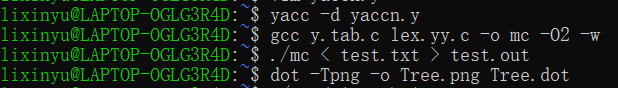 lixinyu@LAPTOP-OGLG3R4D:~$ yacc -d yaccn.y
lixinyu@LAPTOP-OGLG3R4D:~$ gcc y.tab.c lex.yy.c -o mc -O2 -w
lixinyu@LAPTOP-OGLG3R4D:~$ ./mc < test.txt > test.out
lixinyu@LAPTOP-OGLG3R4D:~$ dot -Tpng -o Tree.png Tree.dot